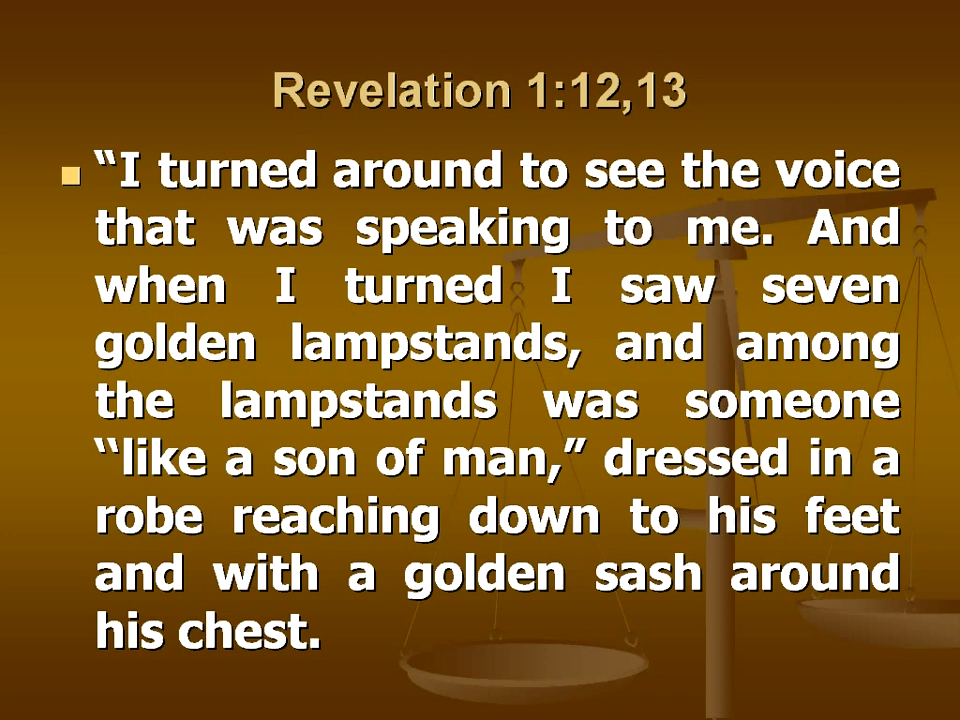 Revelation 1:12,13
“I turned around to see the voice
that was speaking to me. And
when I turned I saw seven
golden lampstands, and among
the lampstands was someone
‘‘like a son of man,” dressed in a
robe reaching down to his feet
and with a golden sash around
his chest.